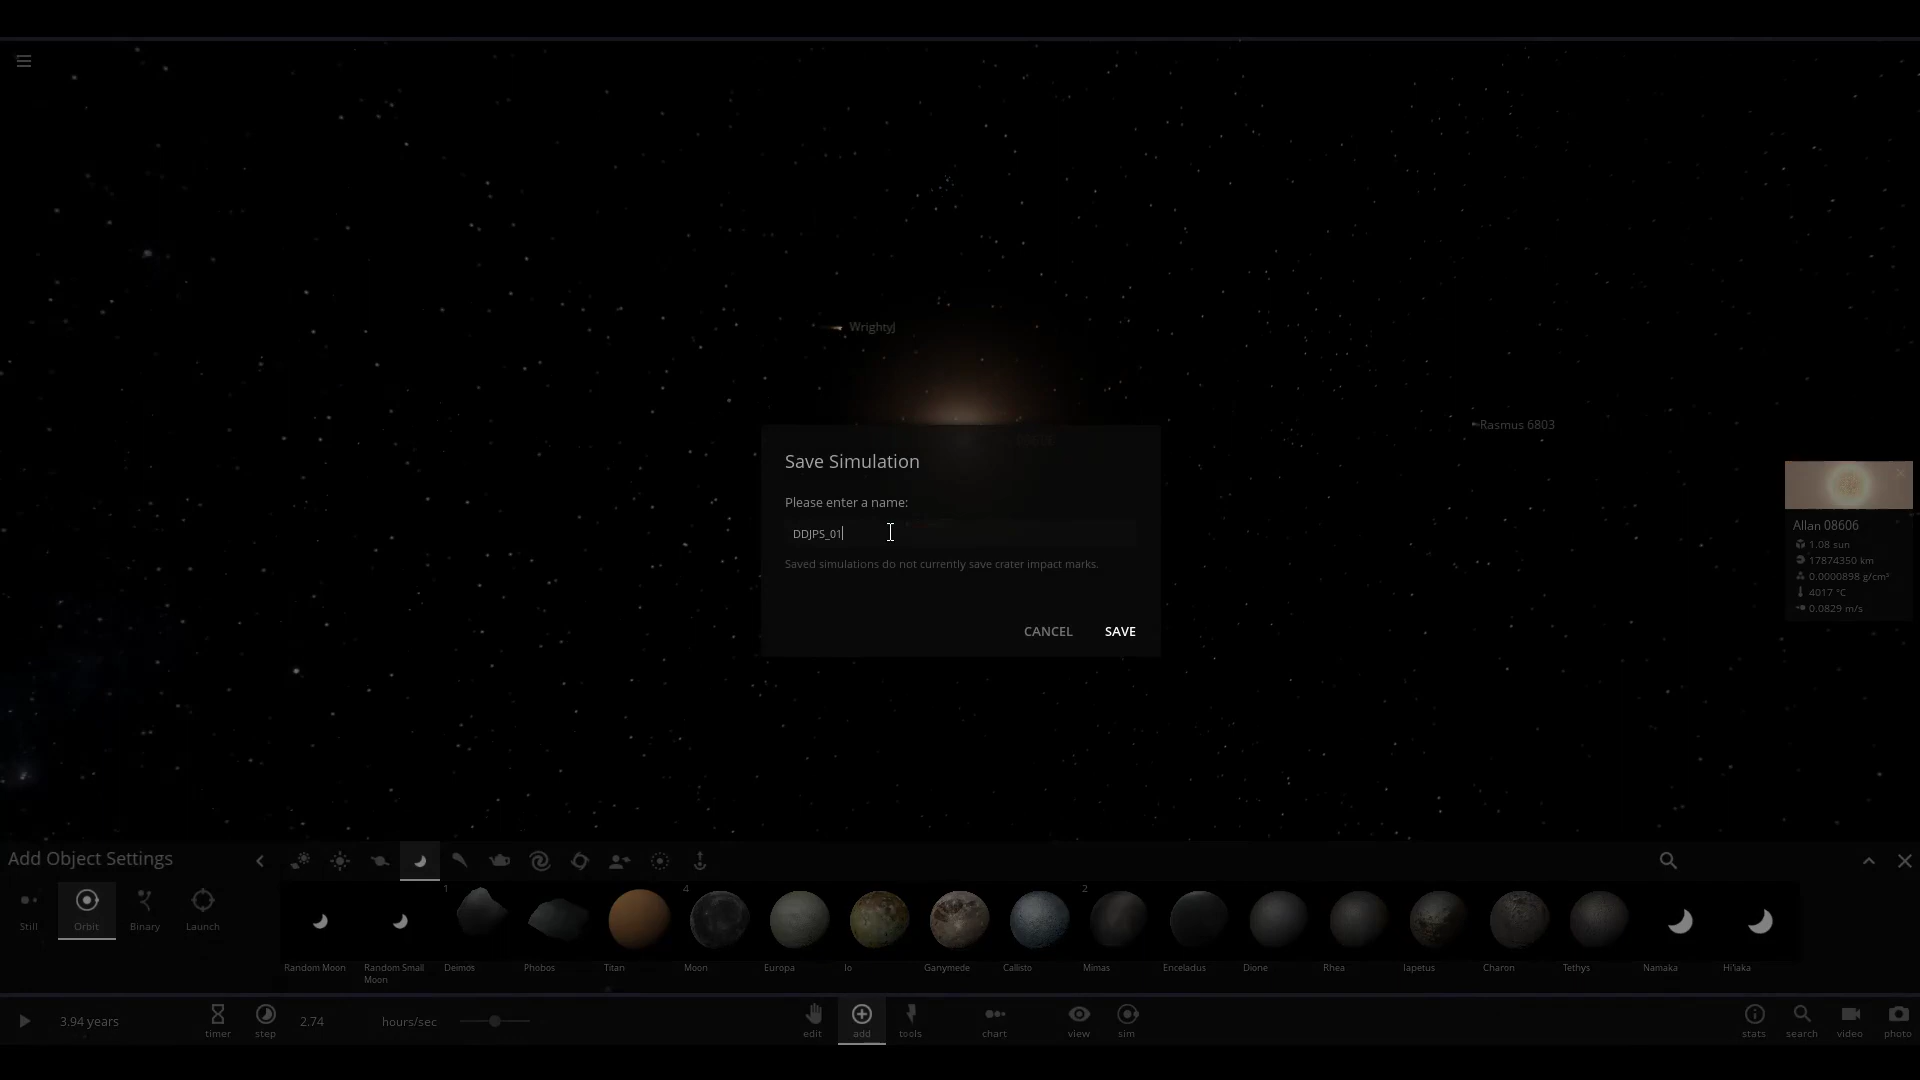 WrightyJ
Rasmus 6803
Save Simulation
Please enter a name:
DDJPS_01
Saved simulations do not currently save crater impact marks.
CANCEL
SAVE
Allan 08606
1.08 sun
17874350 km
0.0000898 g/cm³
4017 °C
0.0829 m/s
Add Object Settings
Still
Orbit
Binary
Launch
1
4
2
Random Moon
Random Small
Moon
Deimos
Phobos
Titan
Moon
Europa
Io
Ganymede
Callisto
Mimas
Enceladus
Dione
Rhea
Iapetus
Charon
Tethys
Namaka
Hi'iaka
3.94 years
timer
step
2.74
hours/sec
edit
add
tools
chart
view
sim
stats
search
video
photo